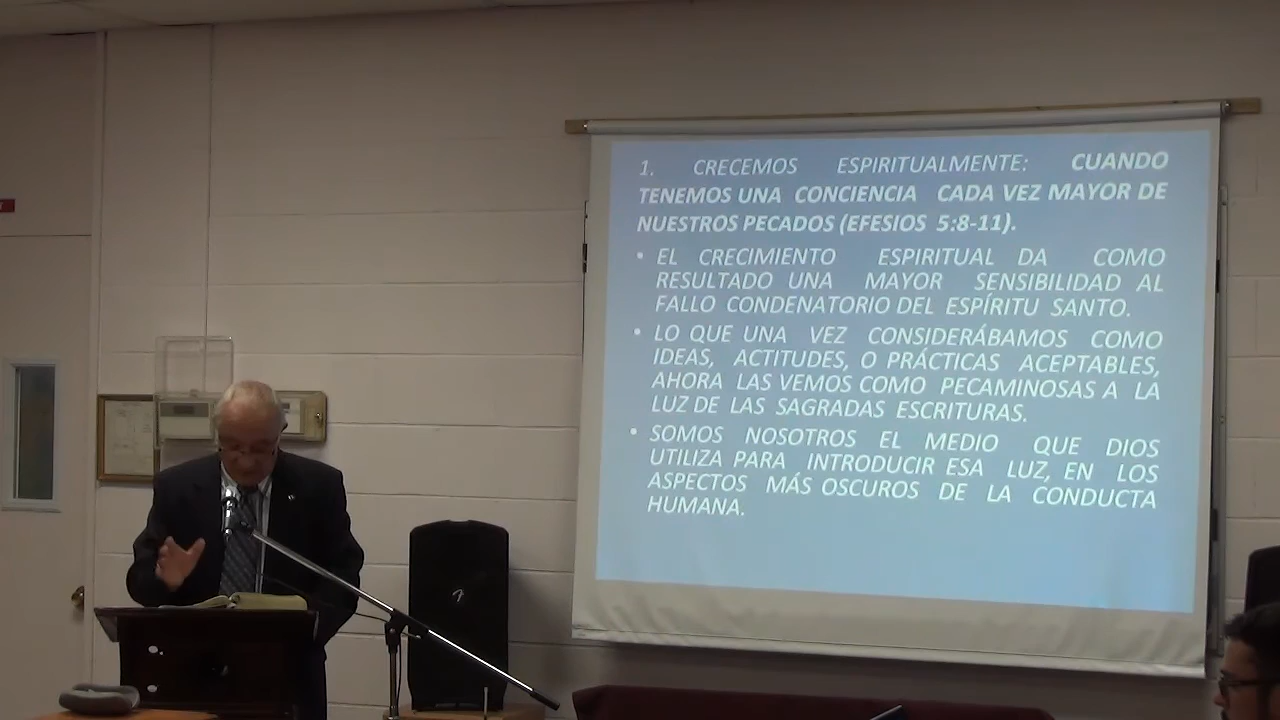 1. CRECEMOS ESPIRITUALMENTE: CUANDO
TENEMOS UNA CONCIENCIA CADA VEZ MAYOR DE
NUESTROS PECADOS (EFESIOS 5:8-11).
• EL CRECIMIENTO ESPIRITUAL DA COMO
RESULTADO UNA MAYOR SENSIBILIDAD AL
FALLO CONDENATORIO DEL ESPÍRITU SANTO.
• LO QUE UNA VEZ CONSIDERÁBAMOS COMO
IDEAS, ACTITUDES, O PRÁCTICAS ACEPTABLES,
AHORA LAS VEMOS COMO PECAMINOSAS A LA
LUZ DE LAS SAGRADAS ESCRITURAS.
• SOMOS NOSOTROS EL MEDIO QUE DIOS
UTILIZA PARA INTRODUCIR ESA LUZ, EN LOS
ASPECTOS MÁS OSCUROS DE LA CONDUCTA
HUMANA.